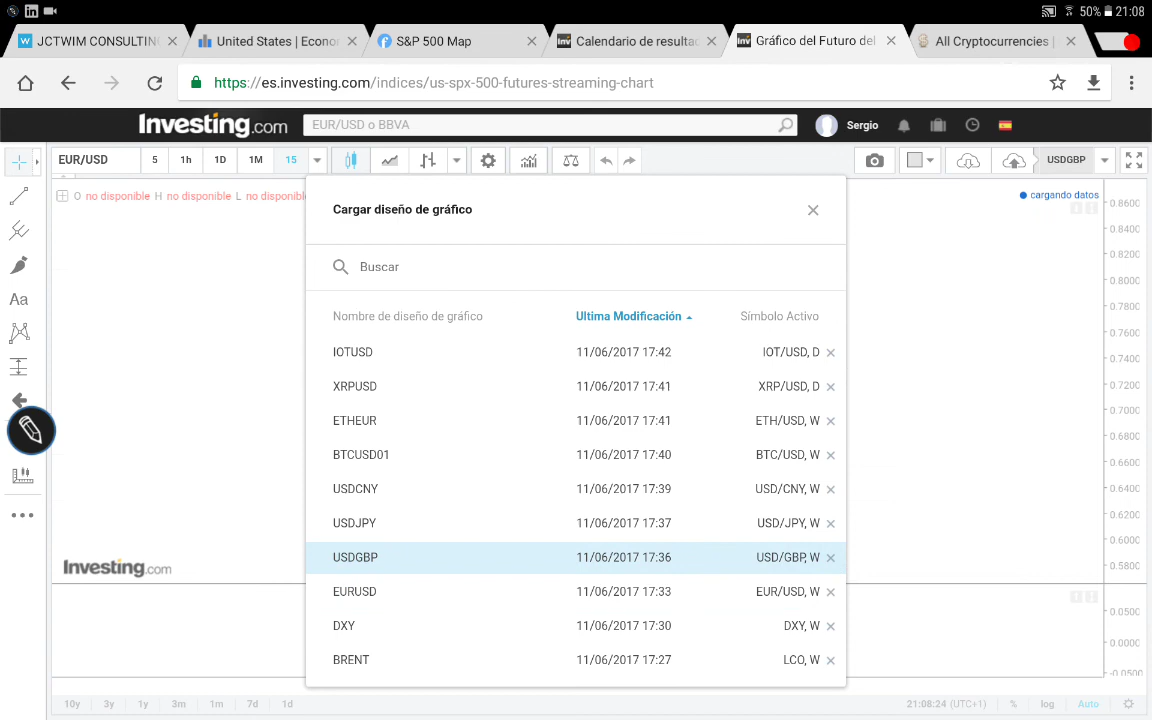 50% 21:08
JCTWIM CONSULTIN
United States | Econo
S&P 500 Map
Calendario de resulta
Gráfico del Futuro del
All Cryptocurrencies |
https://es.investing.com/indices/us-spx-500-futures-streaming-chart
Investing.com
EUR/USD o BBVA
Sergio
EUR/USD 5 1h 1D 1M 15
USDGBP
O no disponible H no disponible L no disponib
cargando datos
Cargar diseño de gráfico
Buscar
Nombre de diseño de gráfico Ultima Modificación Símbolo Activo
IOTUSD 11/06/2017 17:42 IOT/USD, D
XRPUSD 11/06/2017 17:41 XRP/USD, D
ETHEUR 11/06/2017 17:41 ETH/USD, W
BTCUSD01 11/06/2017 17:40 BTC/USD, W
USDCNY 11/06/2017 17:39 USD/CNY, W
USDJPY 11/06/2017 17:37 USD/JPY, W
USDGBP 11/06/2017 17:36 USD/GBP, W
EURUSD 11/06/2017 17:33 EUR/USD, W
DXY 11/06/2017 17:30 DXY, W
BRENT 11/06/2017 17:27 LCO, W
Aa
Investing.com
0.8600
0.8400
0.8200
0.8000
0.7800
0.7600
0.7400
0.7200
0.7000
0.6800
0.6600
0.6400
0.6200
0.6000
0.5800
0.0500
0.0000
-0.0500
10y 3y 1y 3m 1m 7d 1d
21:08:24 (UTC+1) % log Auto